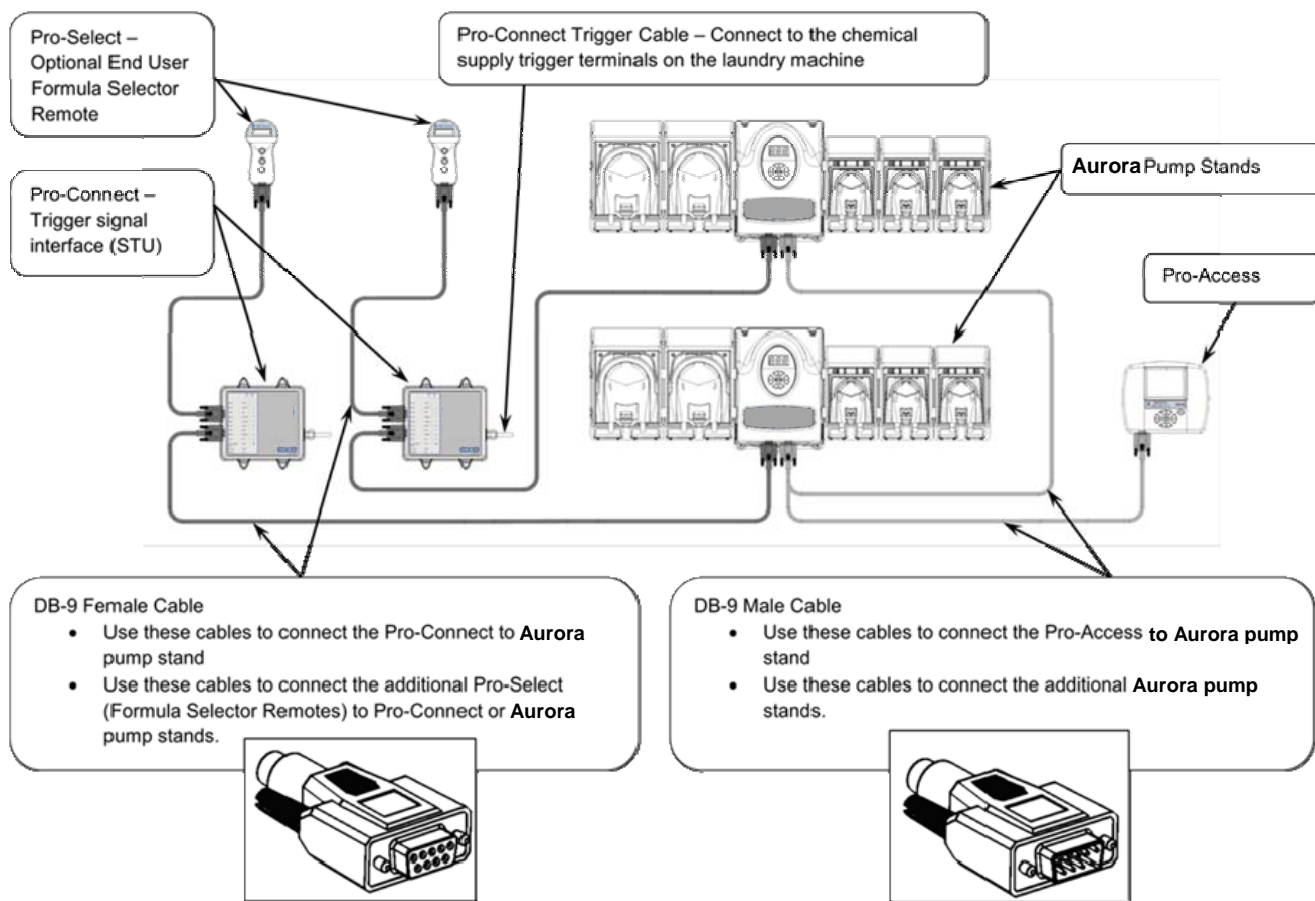 Pro-Select –
Optional End User
Formula Selector
Remote
Pro-Connect Trigger Cable – Connect to the chemical
supply trigger terminals on the laundry machine
Aurora Pump Stands
Pro-Connect –
Trigger signal
interface (STU)
Pro-Access
DB-9 Female Cable
• Use these cables to connect the Pro-Connect to Aurora
pump stand
• Use these cables to connect the additional Pro-Select
(Formula Selector Remotes) to Pro-Connect or Aurora
pump stands.
DB-9 Male Cable
• Use these cables to connect the Pro-Access to Aurora pump
stand
• Use these cables to connect the additional Aurora pump
stands.